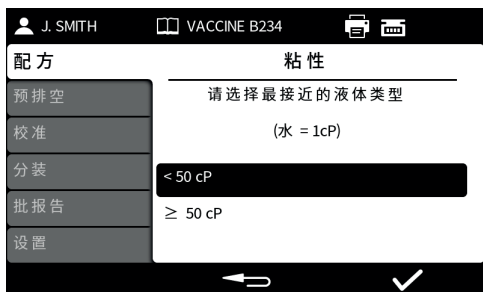 J. SMITH VACCINE B234
配方
预排空
校准
分装
批报告
设置
粘性
请选择最接近的液体类型
(水 = 1cP)
< 50 cP
≥ 50 cP